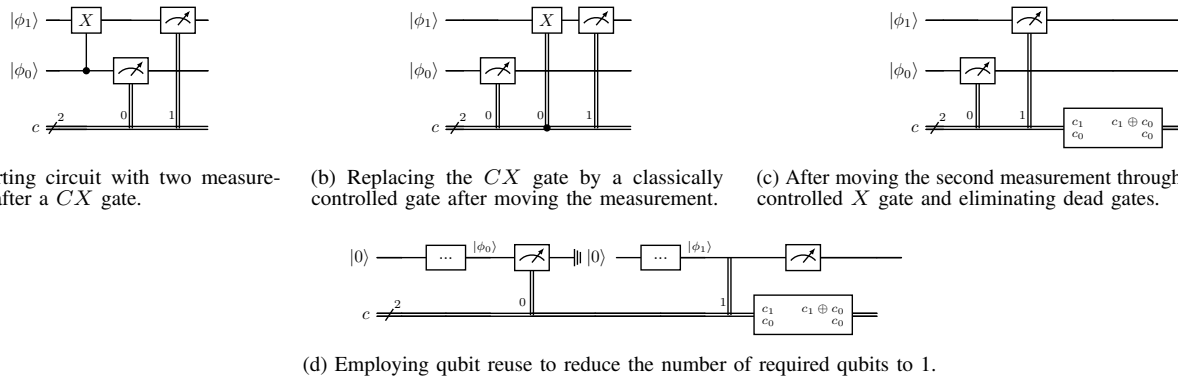 |ϕ₁⟩ X
|ϕ₀⟩
c 2 0 1
|ϕ₁⟩ X
|ϕ₀⟩
c 2 0 0 1
|ϕ₁⟩
|ϕ₀⟩
c 2 0 1 c₁ c₁ ⊕ c₀
c₀ c₀
rting circuit with two measure-
after a CX gate.
(b) Replacing the CX gate by a classically
controlled gate after moving the measurement.
(c) After moving the second measurement through
controlled X gate and eliminating dead gates.
|0⟩ ... |ϕ₀⟩ |0⟩ ... |ϕ₁⟩
c 2 0 1 c₁ c₁ ⊕ c₀
c₀ c₀
(d) Employing qubit reuse to reduce the number of required qubits to 1.